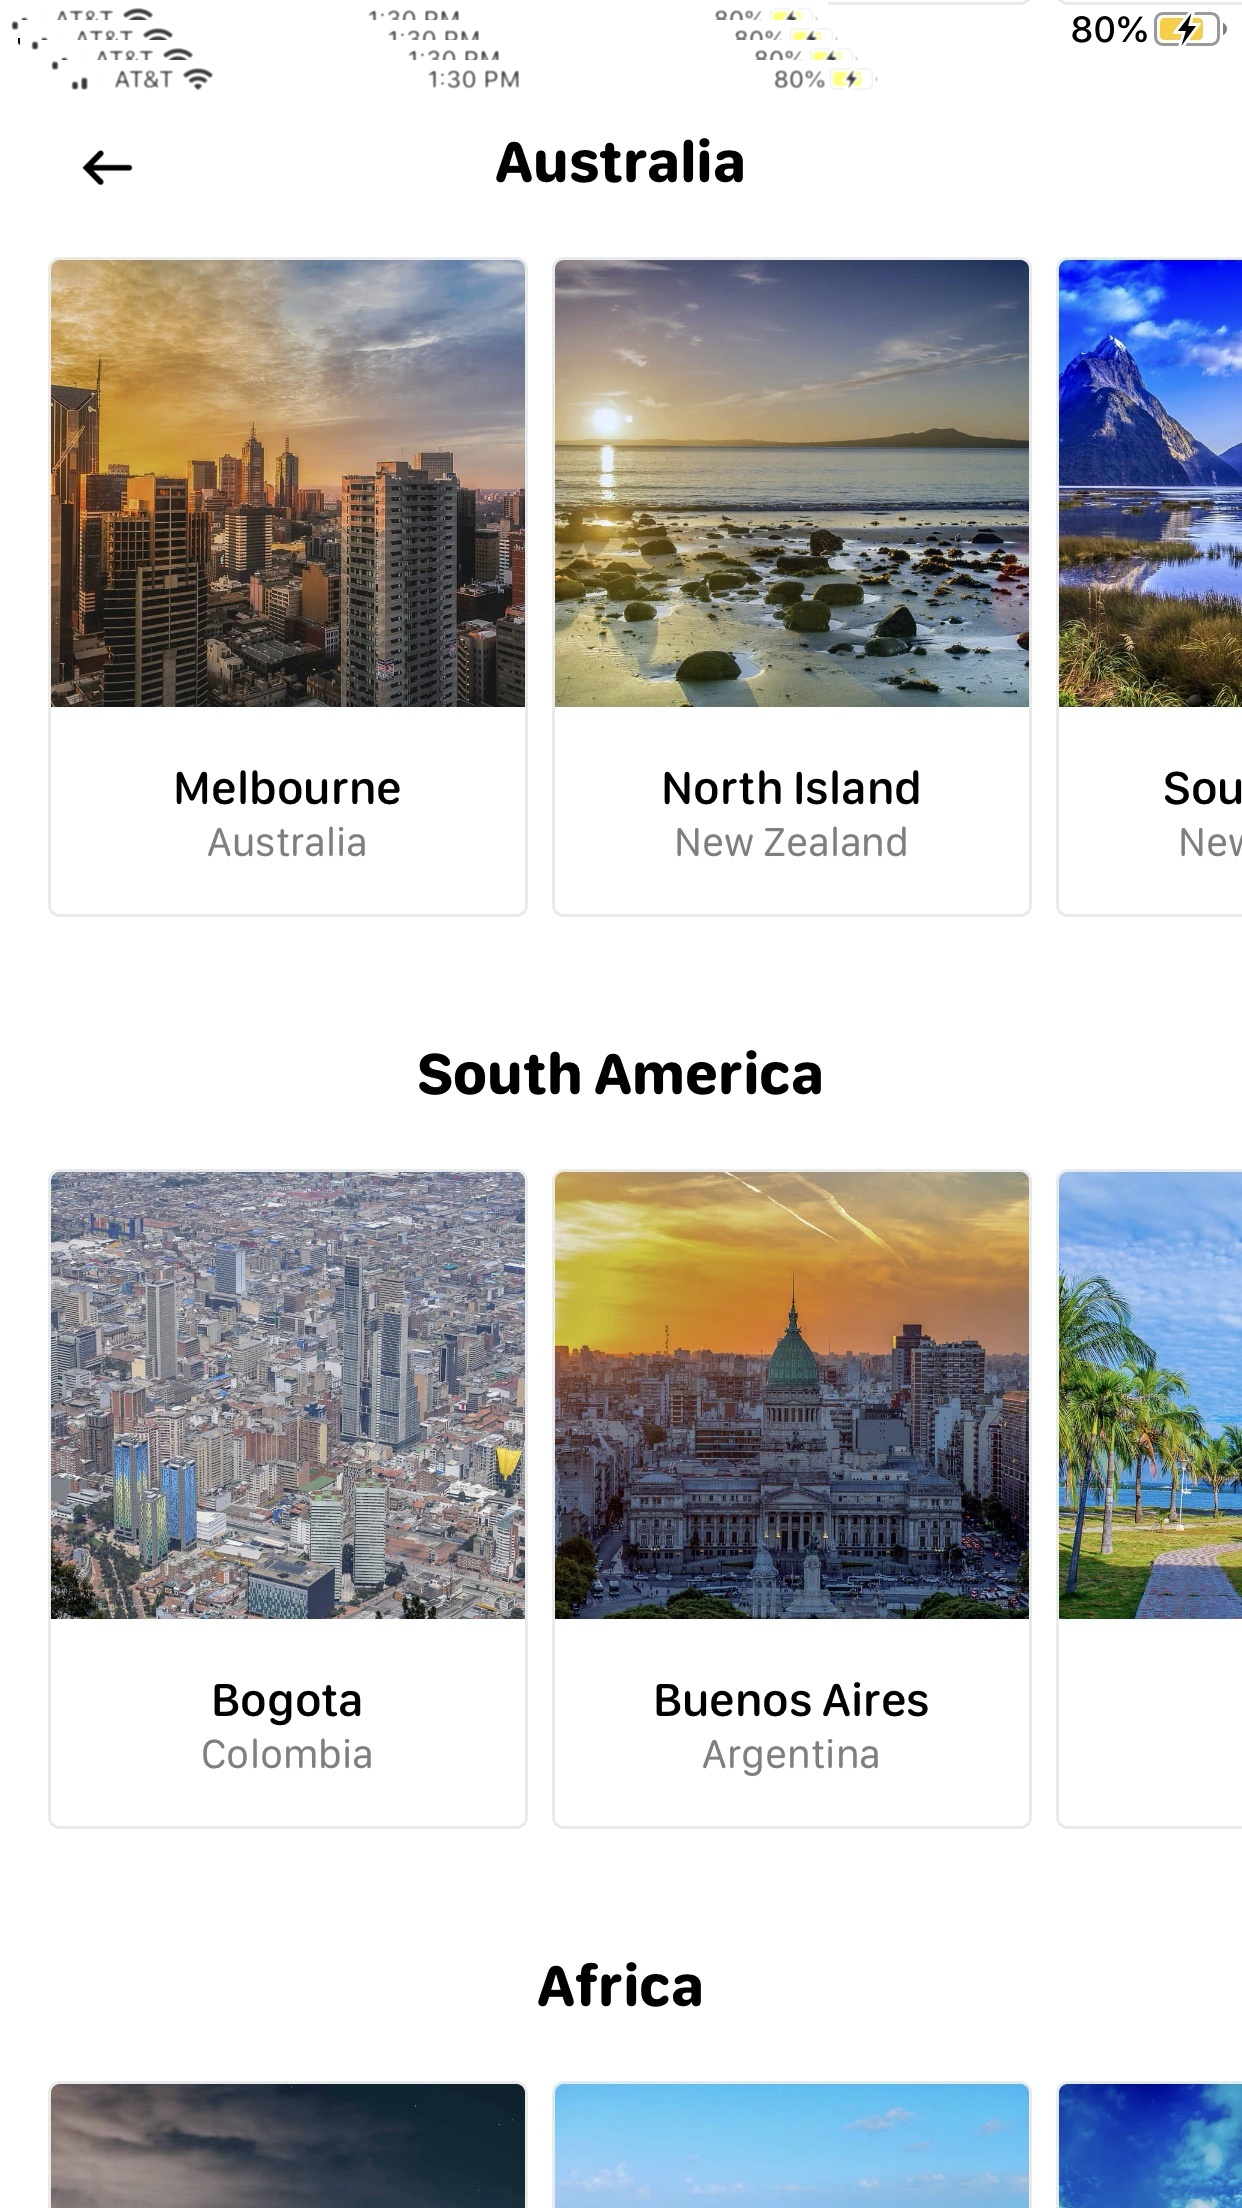 AT&T 1:30 PM 80%
80%
AT&T 1:30 PM 80%
AT&T 1:30 PM 80%
AT&T 1:30 PM 80%
Australia
Melbourne
Australia
North Island
New Zealand
Sou
New
South America
Bogota
Colombia
Buenos Aires
Argentina
Africa